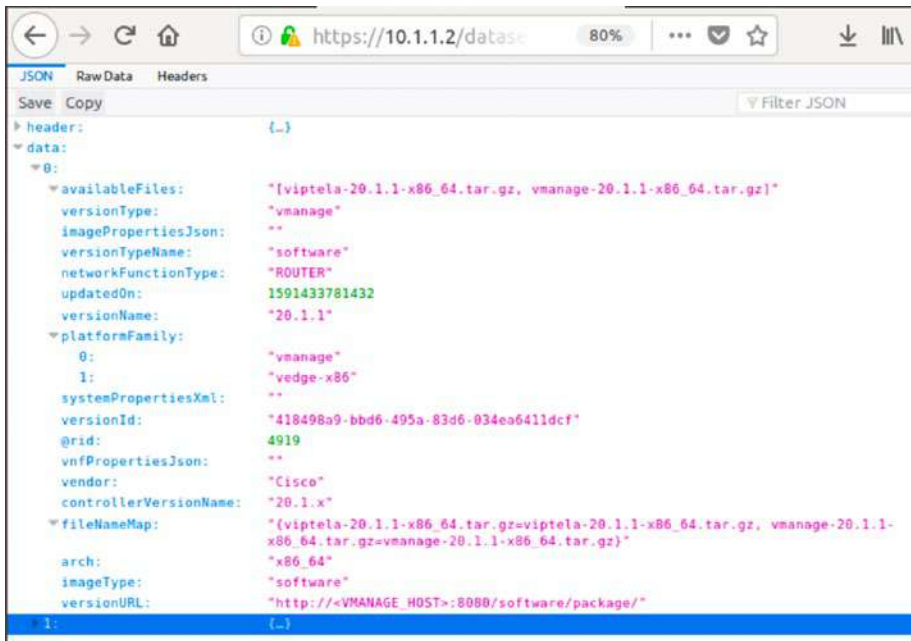 https://10.1.1.2/datase 80%
JSON Raw Data Headers
Save Copy Filter JSON
header: {…}
data:
0:
availableFiles: "[viptela-20.1.1-x86_64.tar.gz, vmanage-20.1.1-x86_64.tar.gz]"
versionType: "vmanage"
imagePropertiesJson: ""
versionTypeName: "software"
networkFunctionType: "ROUTER"
updatedOn: 1591433781432
versionName: "20.1.1"
platformFamily:
0: "vmanage"
1: "vedge-x86"
systemPropertiesXml: ""
versionId: "418498a9-bbd6-495a-83d6-034ea6411dcf"
@rid: 4919
vnfPropertiesJson: ""
vendor: "Cisco"
controllerVersionName: "20.1.x"
fileNameMap: "{viptela-20.1.1-x86_64.tar.gz=viptela-20.1.1-x86_64.tar.gz, vmanage-20.1.1-
x86_64.tar.gz=vmanage-20.1.1-x86_64.tar.gz}"
arch: "x86_64"
imageType: "software"
versionURL: "http://<VMANAGE_HOST>:8080/software/package/"
1: {…}